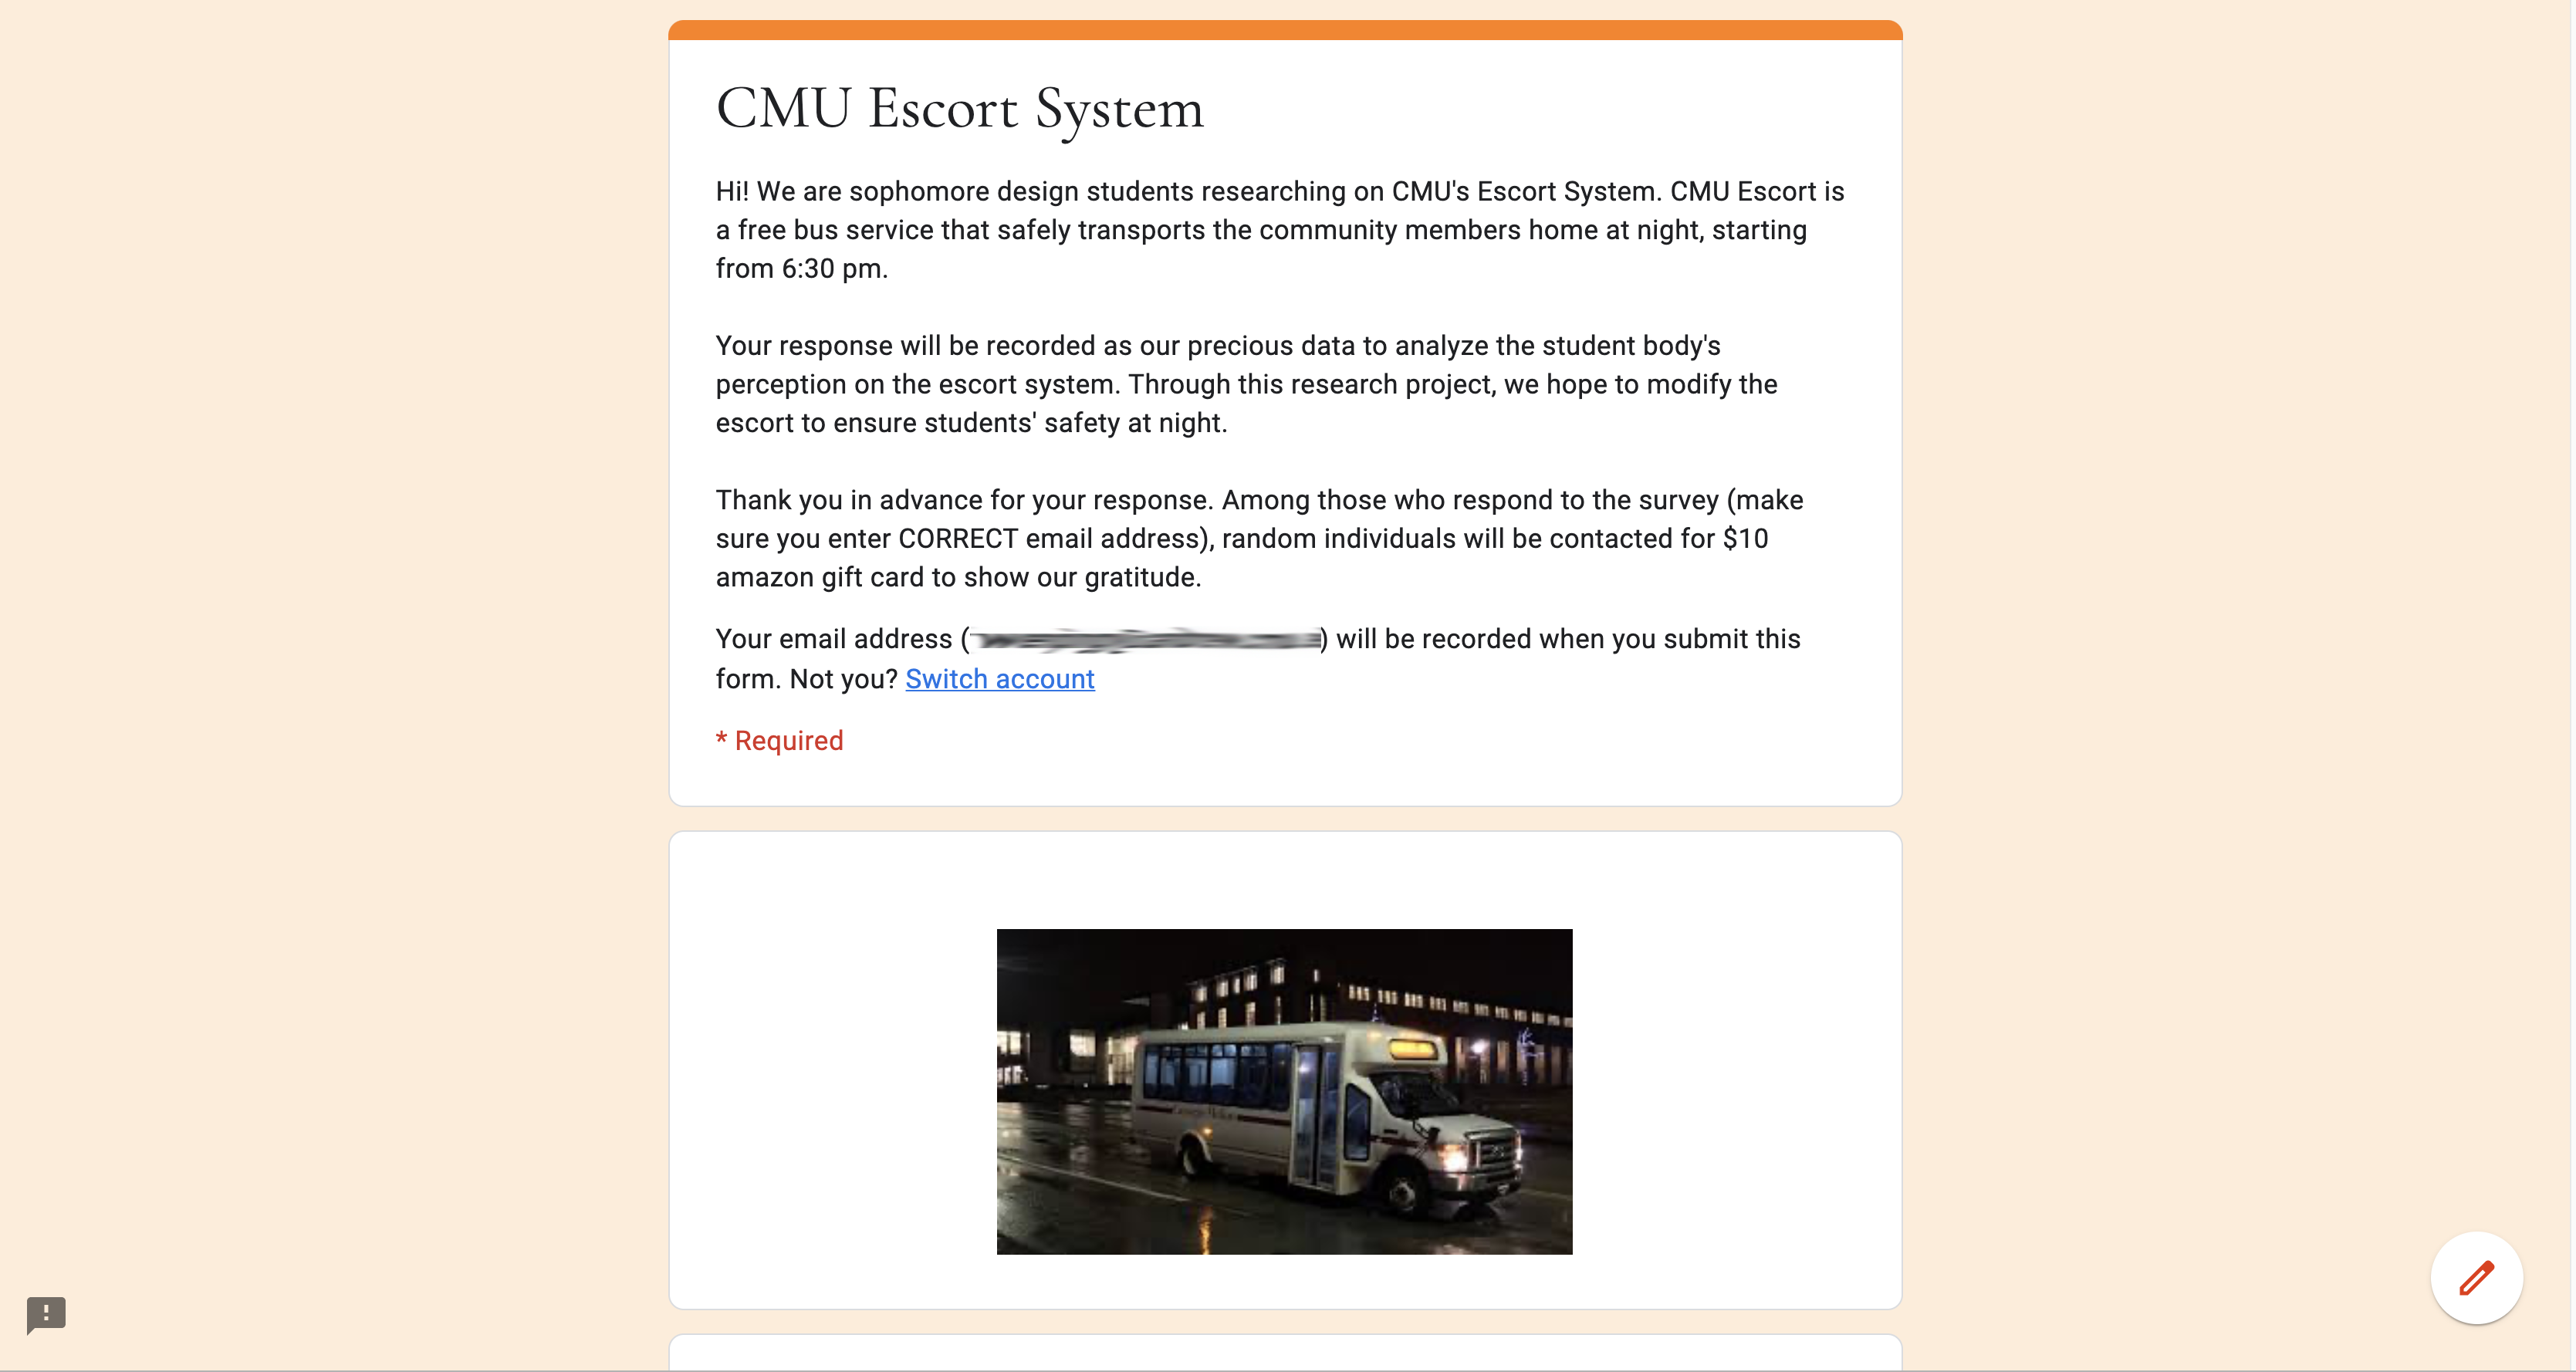 CMU Escort System
Hi! We are sophomore design students researching on CMU's Escort System. CMU Escort is
a free bus service that safely transports the community members home at night, starting
from 6:30 pm.
Your response will be recorded as our precious data to analyze the student body's
perception on the escort system. Through this research project, we hope to modify the
escort to ensure students' safety at night.
Thank you in advance for your response. Among those who respond to the survey (make
sure you enter CORRECT email address), random individuals will be contacted for $10
amazon gift card to show our gratitude.
Your email address () will be recorded when you submit this
form. Not you? Switch account
* Required